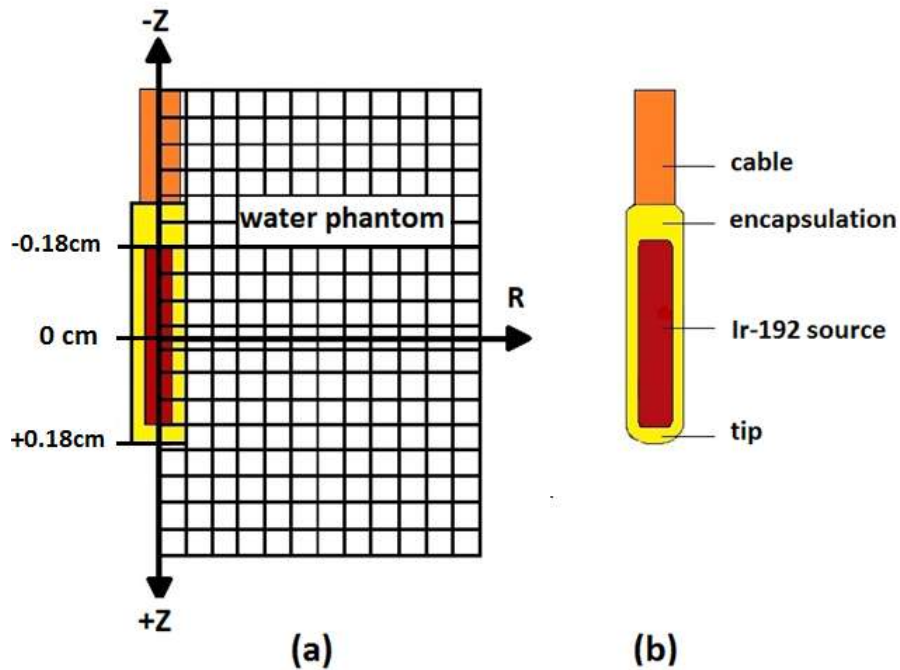 -Z
water phantom
-0.18cm
R
0 cm
+0.18cm
+Z
(a)
cable
encapsulation
Ir-192 source
tip
(b)